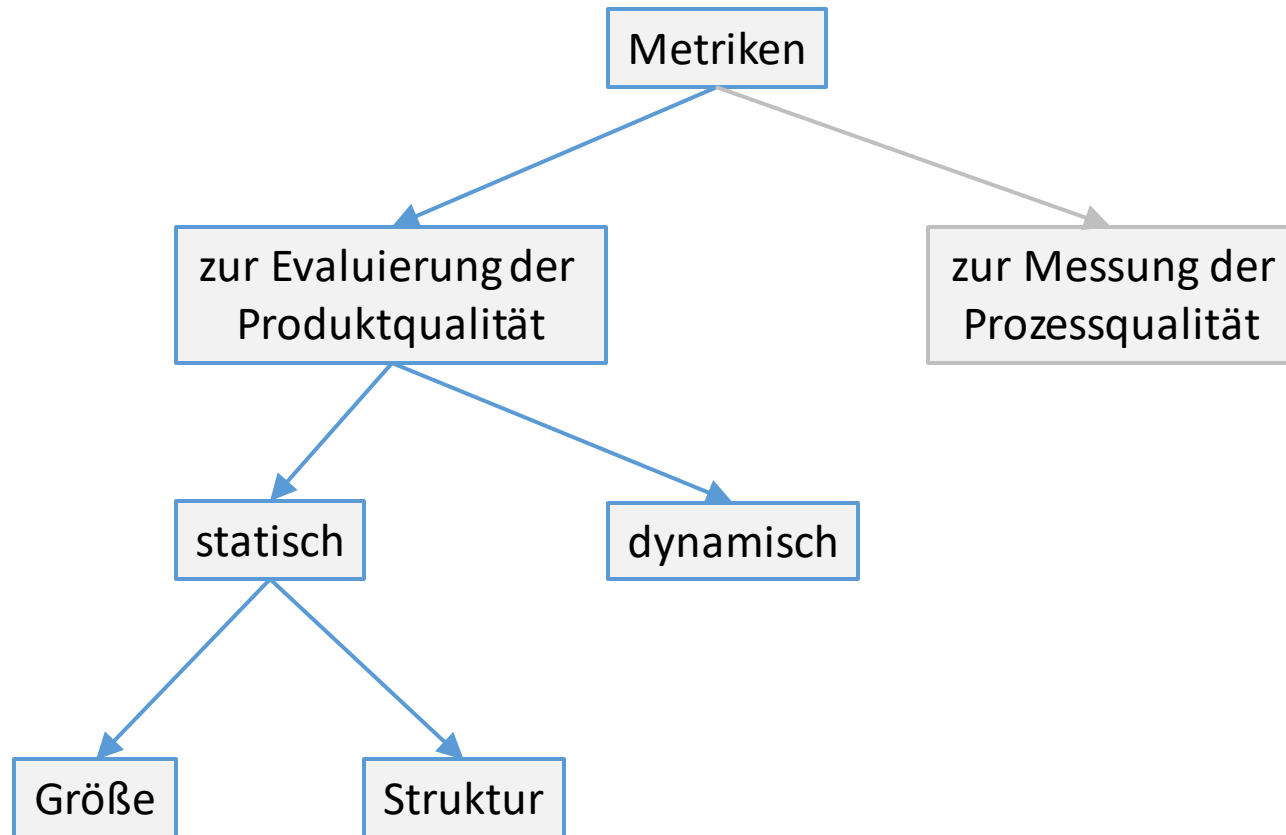 Metriken
zur Evaluierung der
Produktqualität
zur Messung der
Prozessqualität
statisch
dynamisch
Größe
Struktur